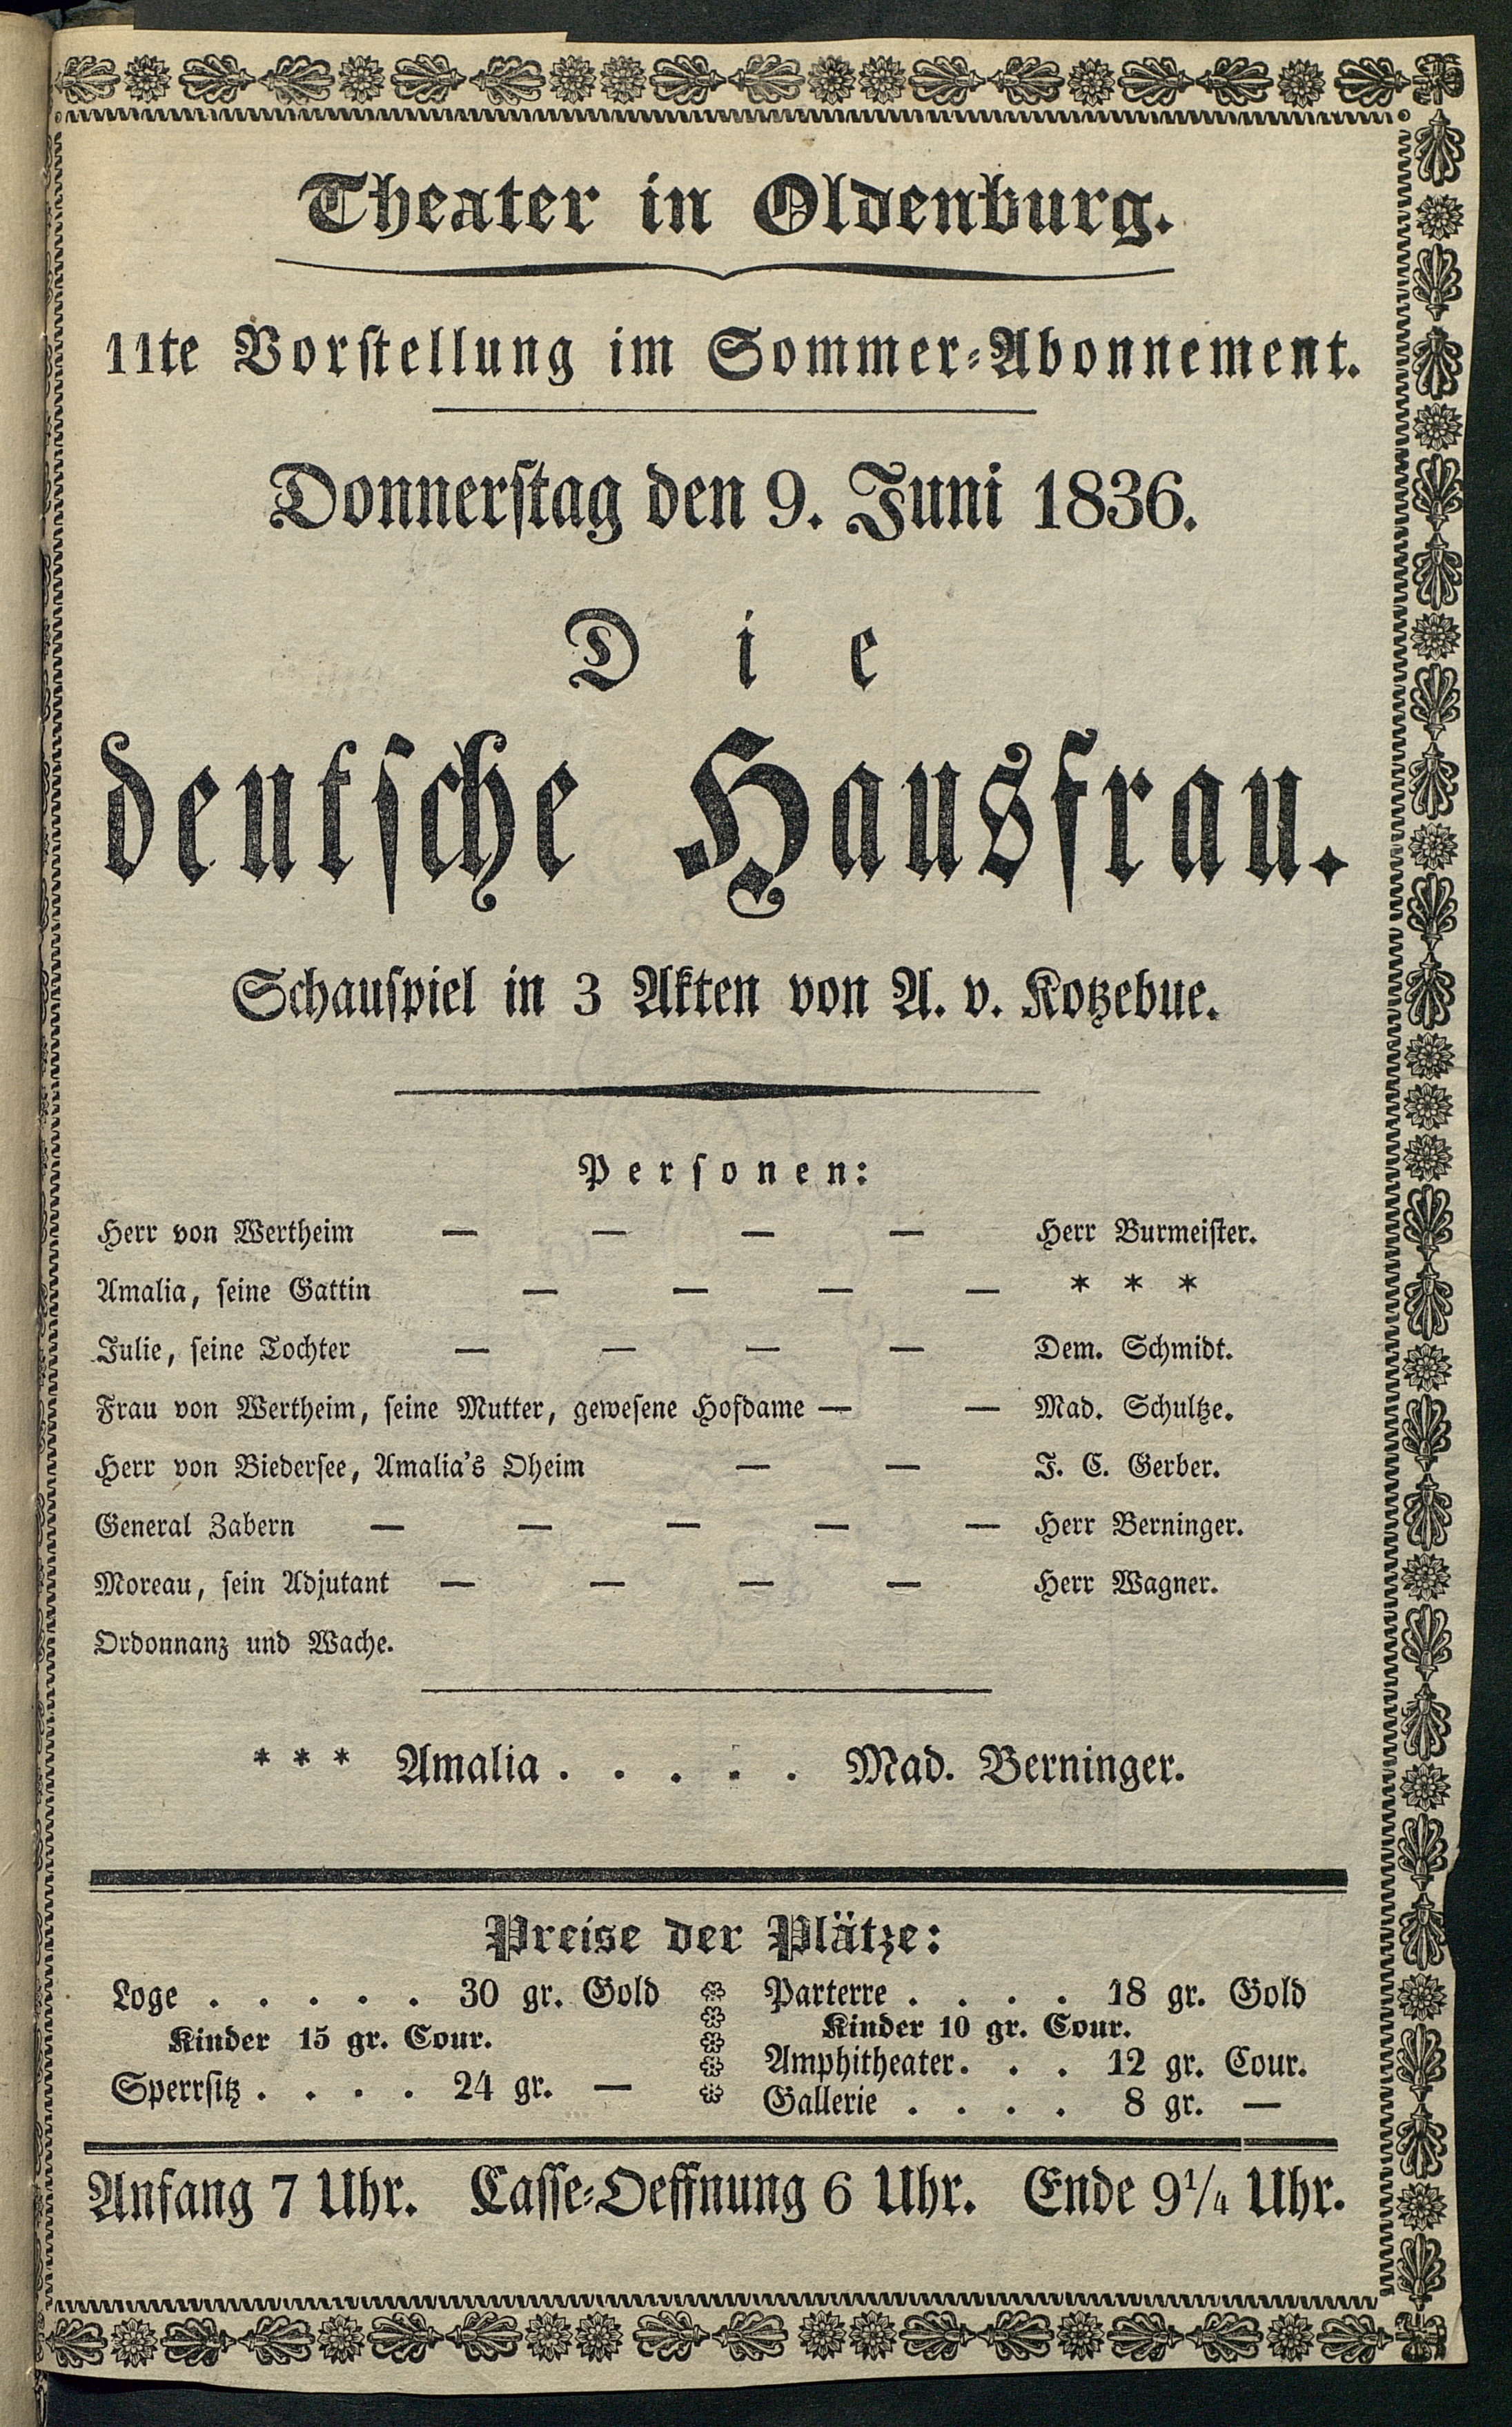 Theater in Oldenburg.
11te Vorstellung im Sommer-Abonnement.
Donnerstag den 9. Juni 1836.
Die
deutsche Hausfrau.
Schauspiel in 3 Akten von A. v. Kotzebue.
Personen:
Herr von Wertheim — — — — Herr Burmeister.
Amalia, seine Gattin — — — — * * *
Julie, seine Tochter — — — — Dem. Schmidt.
Frau von Wertheim, seine Mutter, gewesene Hofdame — — Mad. Schultze.
Herr von Biedersee, Amalia's Oheim — — J. C. Gerber.
General Zabern — — — — — Herr Berninger.
Moreau, sein Adjutant — — — — Herr Wagner.
Ordonnanz und Wache.
* * * Amalia . . . . . Mad. Berninger.
Preise der Plätze:
Loge . . . . . 30 gr. Gold
Kinder 15 gr. Cour.
Sperrsitz . . . . 24 gr. —
Parterre . . . . 18 gr. Gold
Kinder 10 gr. Cour.
Amphitheater. . . 12 gr. Cour.
Gallerie . . . . 8 gr. —
Anfang 7 Uhr. Casse-Oeffnung 6 Uhr. Ende 9 1/4 Uhr.